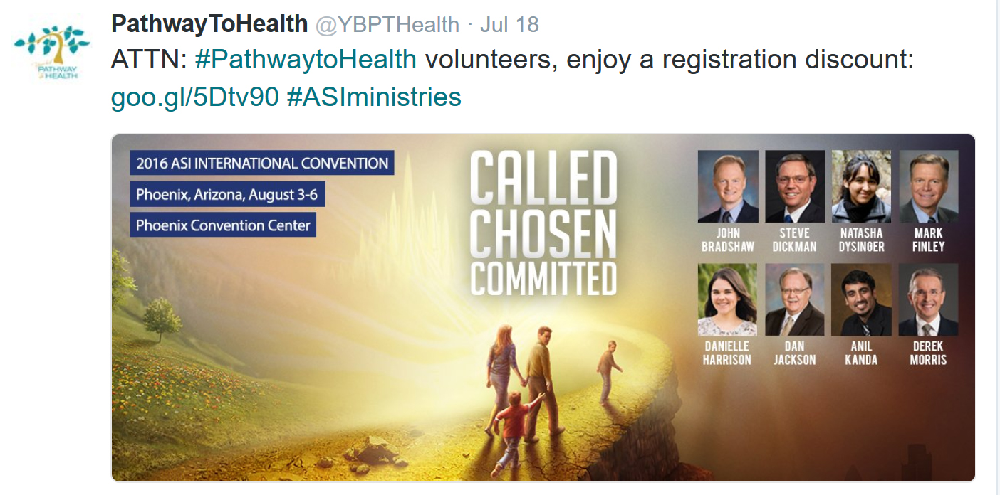 PathwayToHealth @YBPTHealth · Jul 18
ATTN: #PathwaytoHealth volunteers, enjoy a registration discount:
goo.gl/5Dtv90 #ASIministries
PATHWAY
HEALTH
2016 ASI INTERNATIONAL CONVENTION
Phoenix, Arizona, August 3-6
Phoenix Convention Center
CALLED
CHOSEN
COMMITTED
JOHN
BRADSHAW
STEVE
DICKMAN
NATASHA
DYSINGER
MARK
FINLEY
DANIELLE
HARRISON
DAN
JACKSON
ANIL
KANDA
DEREK
MORRIS